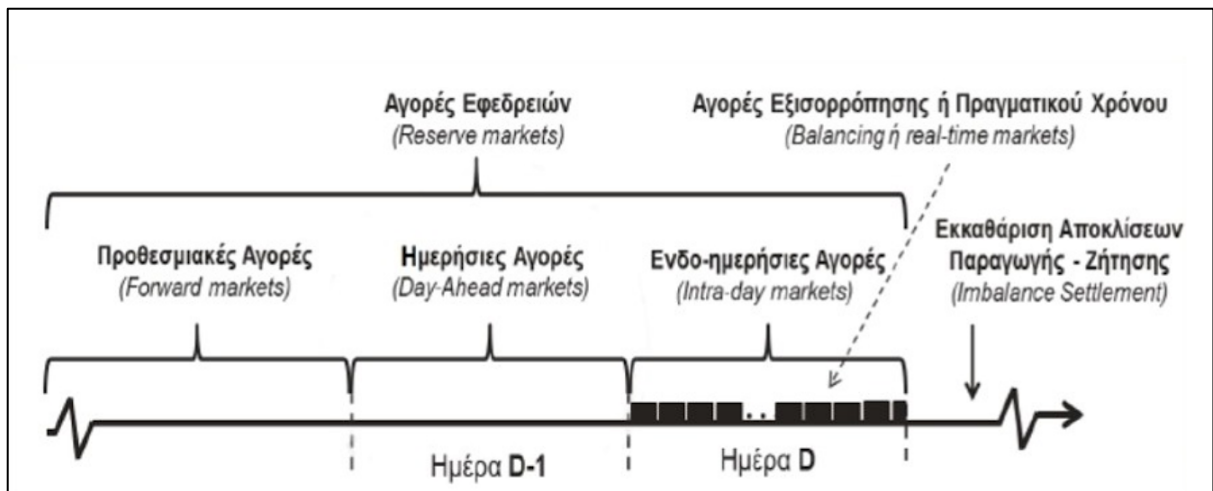 Αγορές Εφεδρειών
(Reserve markets)
Αγορές Εξισορρόπησης ή Πραγματικού Χρόνου
(Balancing ή real-time markets)
Προθεσμιακές Αγορές
(Forward markets)
Ημερήσιες Αγορές
(Day-Ahead markets)
Ενδο-ημερήσιες Αγορές
(Intra-day markets)
Εκκαθάριση Αποκλίσεων
Παραγωγής - Ζήτησης
(Imbalance Settlement)
Ημέρα D-1
Ημέρα D